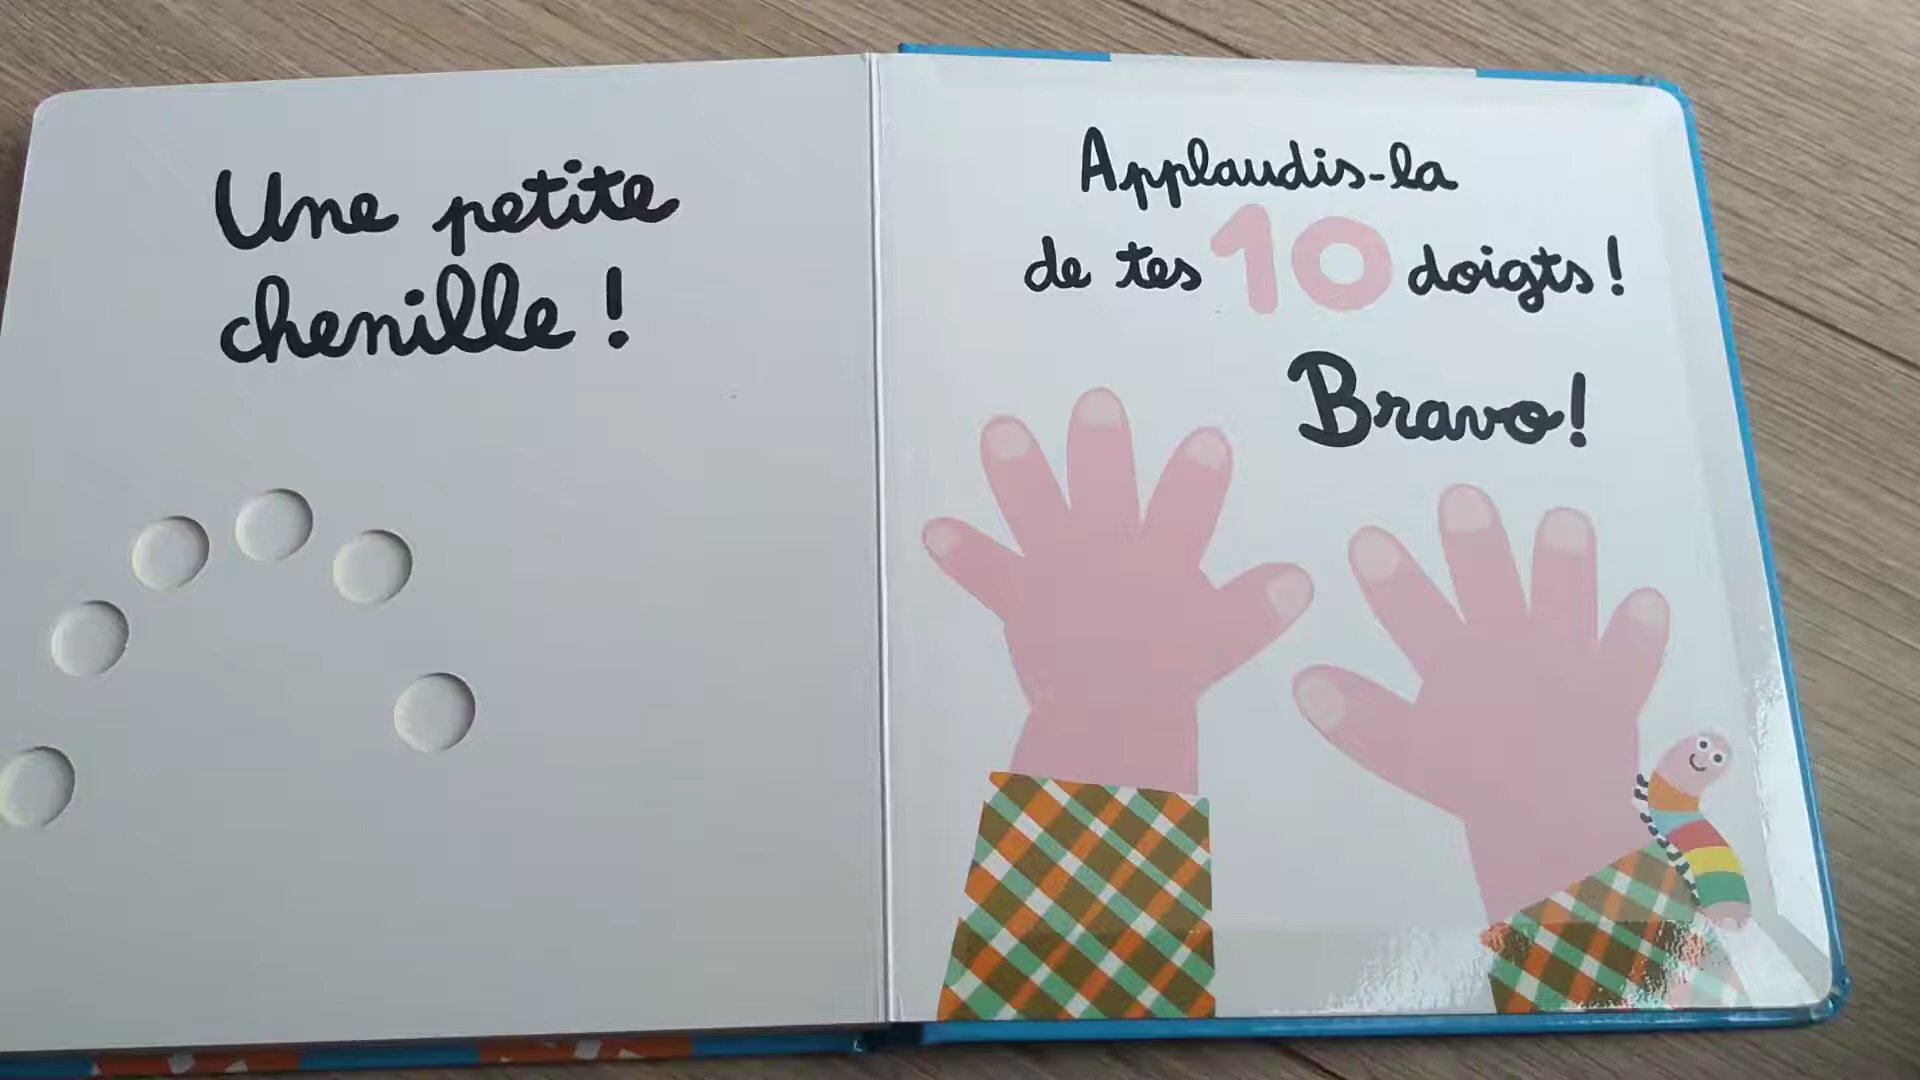 Une petite
chenille !
Applaudis-la
de tes 10 doigts !
Bravo !